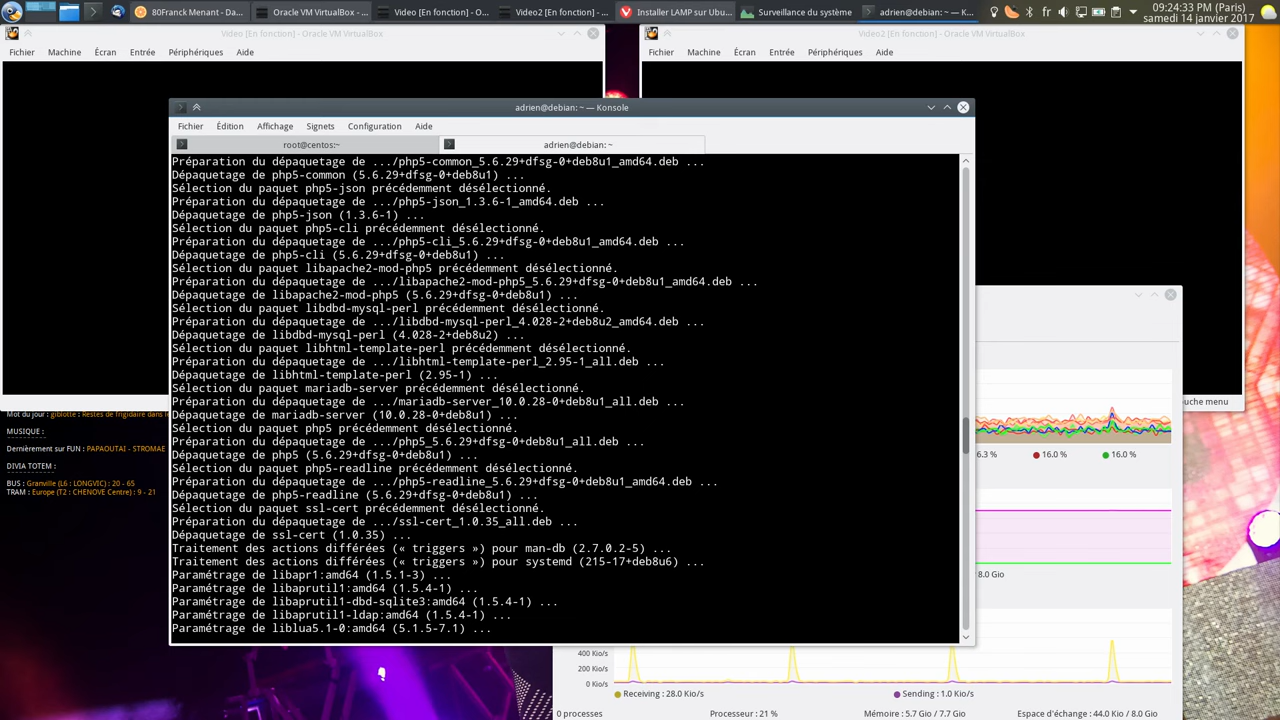 80Franck Menant - Da...
Oracle VM VirtualBox - ...
Video [En fonction] - O...
Video2 [En fonction] - ...
Installer LAMP sur Ubu...
Surveillance du système
adrien@debian: ~ — K...
fr
09:24:33 PM (Paris)
samedi 14 janvier 2017
Video [En fonction] - Oracle VM VirtualBox
Fichier Machine Écran Entrée Périphériques Aide
Video2 [En fonction] - Oracle VM VirtualBox
Fichier Machine Écran Entrée Périphériques Aide
adrien@debian: ~ — Konsole
Fichier Édition Affichage Signets Configuration Aide
root@centos:~
adrien@debian: ~
Préparation du dépaquetage de .../php5-common_5.6.29+dfsg-0+deb8u1_amd64.deb ...
Dépaquetage de php5-common (5.6.29+dfsg-0+deb8u1) ...
Sélection du paquet php5-json précédemment désélectionné.
Préparation du dépaquetage de .../php5-json_1.3.6-1_amd64.deb ...
Dépaquetage de php5-json (1.3.6-1) ...
Sélection du paquet php5-cli précédemment désélectionné.
Préparation du dépaquetage de .../php5-cli_5.6.29+dfsg-0+deb8u1_amd64.deb ...
Dépaquetage de php5-cli (5.6.29+dfsg-0+deb8u1) ...
Sélection du paquet libapache2-mod-php5 précédemment désélectionné.
Préparation du dépaquetage de .../libapache2-mod-php5_5.6.29+dfsg-0+deb8u1_amd64.deb ...
Dépaquetage de libapache2-mod-php5 (5.6.29+dfsg-0+deb8u1) ...
Sélection du paquet libdbd-mysql-perl précédemment désélectionné.
Préparation du dépaquetage de .../libdbd-mysql-perl_4.028-2+deb8u2_amd64.deb ...
Dépaquetage de libdbd-mysql-perl (4.028-2+deb8u2) ...
Sélection du paquet libhtml-template-perl précédemment désélectionné.
Préparation du dépaquetage de .../libhtml-template-perl_2.95-1_all.deb ...
Dépaquetage de libhtml-template-perl (2.95-1) ...
Sélection du paquet mariadb-server précédemment désélectionné.
Préparation du dépaquetage de .../mariadb-server_10.0.28-0+deb8u1_all.deb ...
Dépaquetage de mariadb-server (10.0.28-0+deb8u1) ...
Sélection du paquet php5 précédemment désélectionné.
Préparation du dépaquetage de .../php5_5.6.29+dfsg-0+deb8u1_all.deb ...
Dépaquetage de php5 (5.6.29+dfsg-0+deb8u1) ...
Sélection du paquet php5-readline précédemment désélectionné.
Préparation du dépaquetage de .../php5-readline_5.6.29+dfsg-0+deb8u1_amd64.deb ...
Dépaquetage de php5-readline (5.6.29+dfsg-0+deb8u1) ...
Sélection du paquet ssl-cert précédemment désélectionné.
Préparation du dépaquetage de .../ssl-cert_1.0.35_all.deb ...
Dépaquetage de ssl-cert (1.0.35) ...
Traitement des actions différées (« triggers ») pour man-db (2.7.0.2-5) ...
Traitement des actions différées (« triggers ») pour systemd (215-17+deb8u6) ...
Paramétrage de libapr1:amd64 (1.5.1-3) ...
Paramétrage de libaprutil1:amd64 (1.5.4-1) ...
Paramétrage de libaprutil1-dbd-sqlite3:amd64 (1.5.4-1) ...
Paramétrage de libaprutil1-ldap:amd64 (1.5.4-1) ...
Paramétrage de liblua5.1-0:amd64 (5.1.5-7.1) ...
Mot du jour : giblotte : Restes de frigidaire dans
MUSIQUE :
Dernièrement sur FUN : PAPAOUTAI - STROMAE
DIVIA TOTEM :
BUS : Granville (L6 : LONGVIC) : 20 - 65
TRAM : Europe (T2 : CHENOVE Centre) : 9 - 21
uche menu
6.3 % 16.0 % 16.0 %
8.0 Gio
400 Kio/s
200 Kio/s
0 Kio/s
Receiving : 28.0 Kio/s Sending : 1.0 Kio/s
0 processes Processeur : 21 % Mémoire : 5.7 Gio / 7.7 Gio Espace d'échange : 44.0 Kio / 8.0 Gio